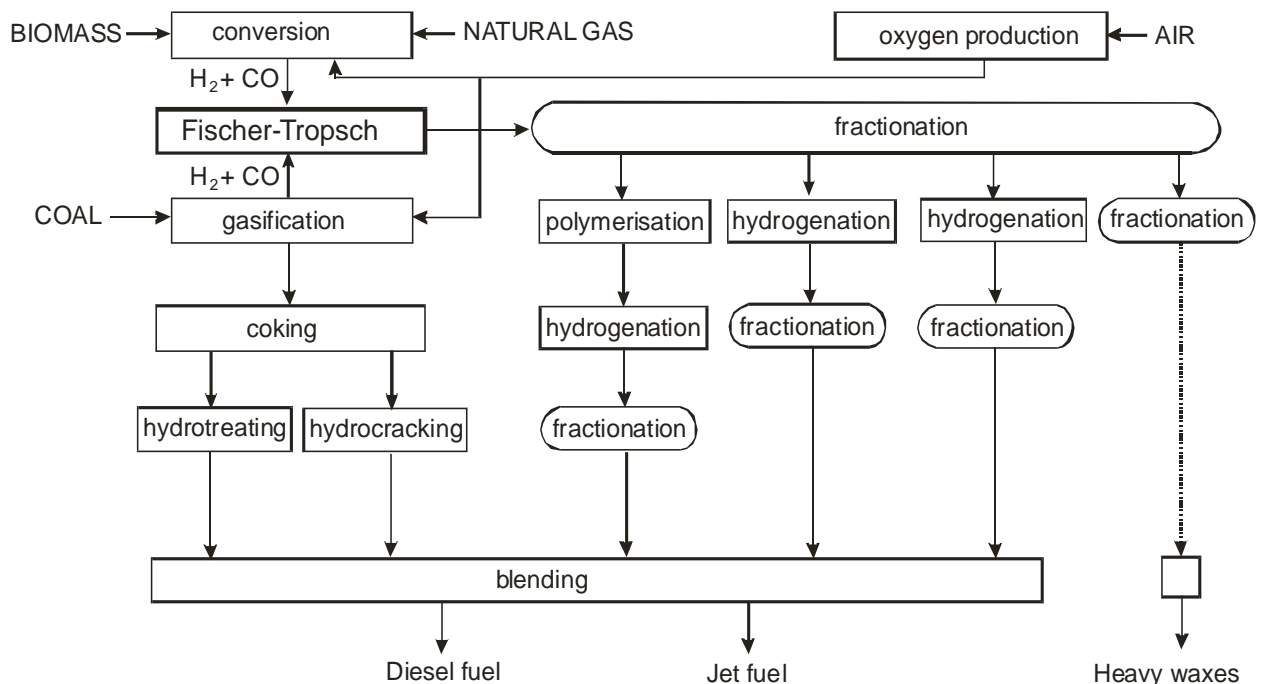 BIOMASS
conversion
NATURAL GAS
oxygen production
AIR
H₂+ CO
Fischer-Tropsch
fractionation
H₂+ CO
COAL
gasification
polymerisation
hydrogenation
hydrogenation
fractionation
coking
hydrogenation
fractionation
fractionation
hydrotreating
hydrocracking
fractionation
blending
Diesel fuel
Jet fuel
Heavy waxes